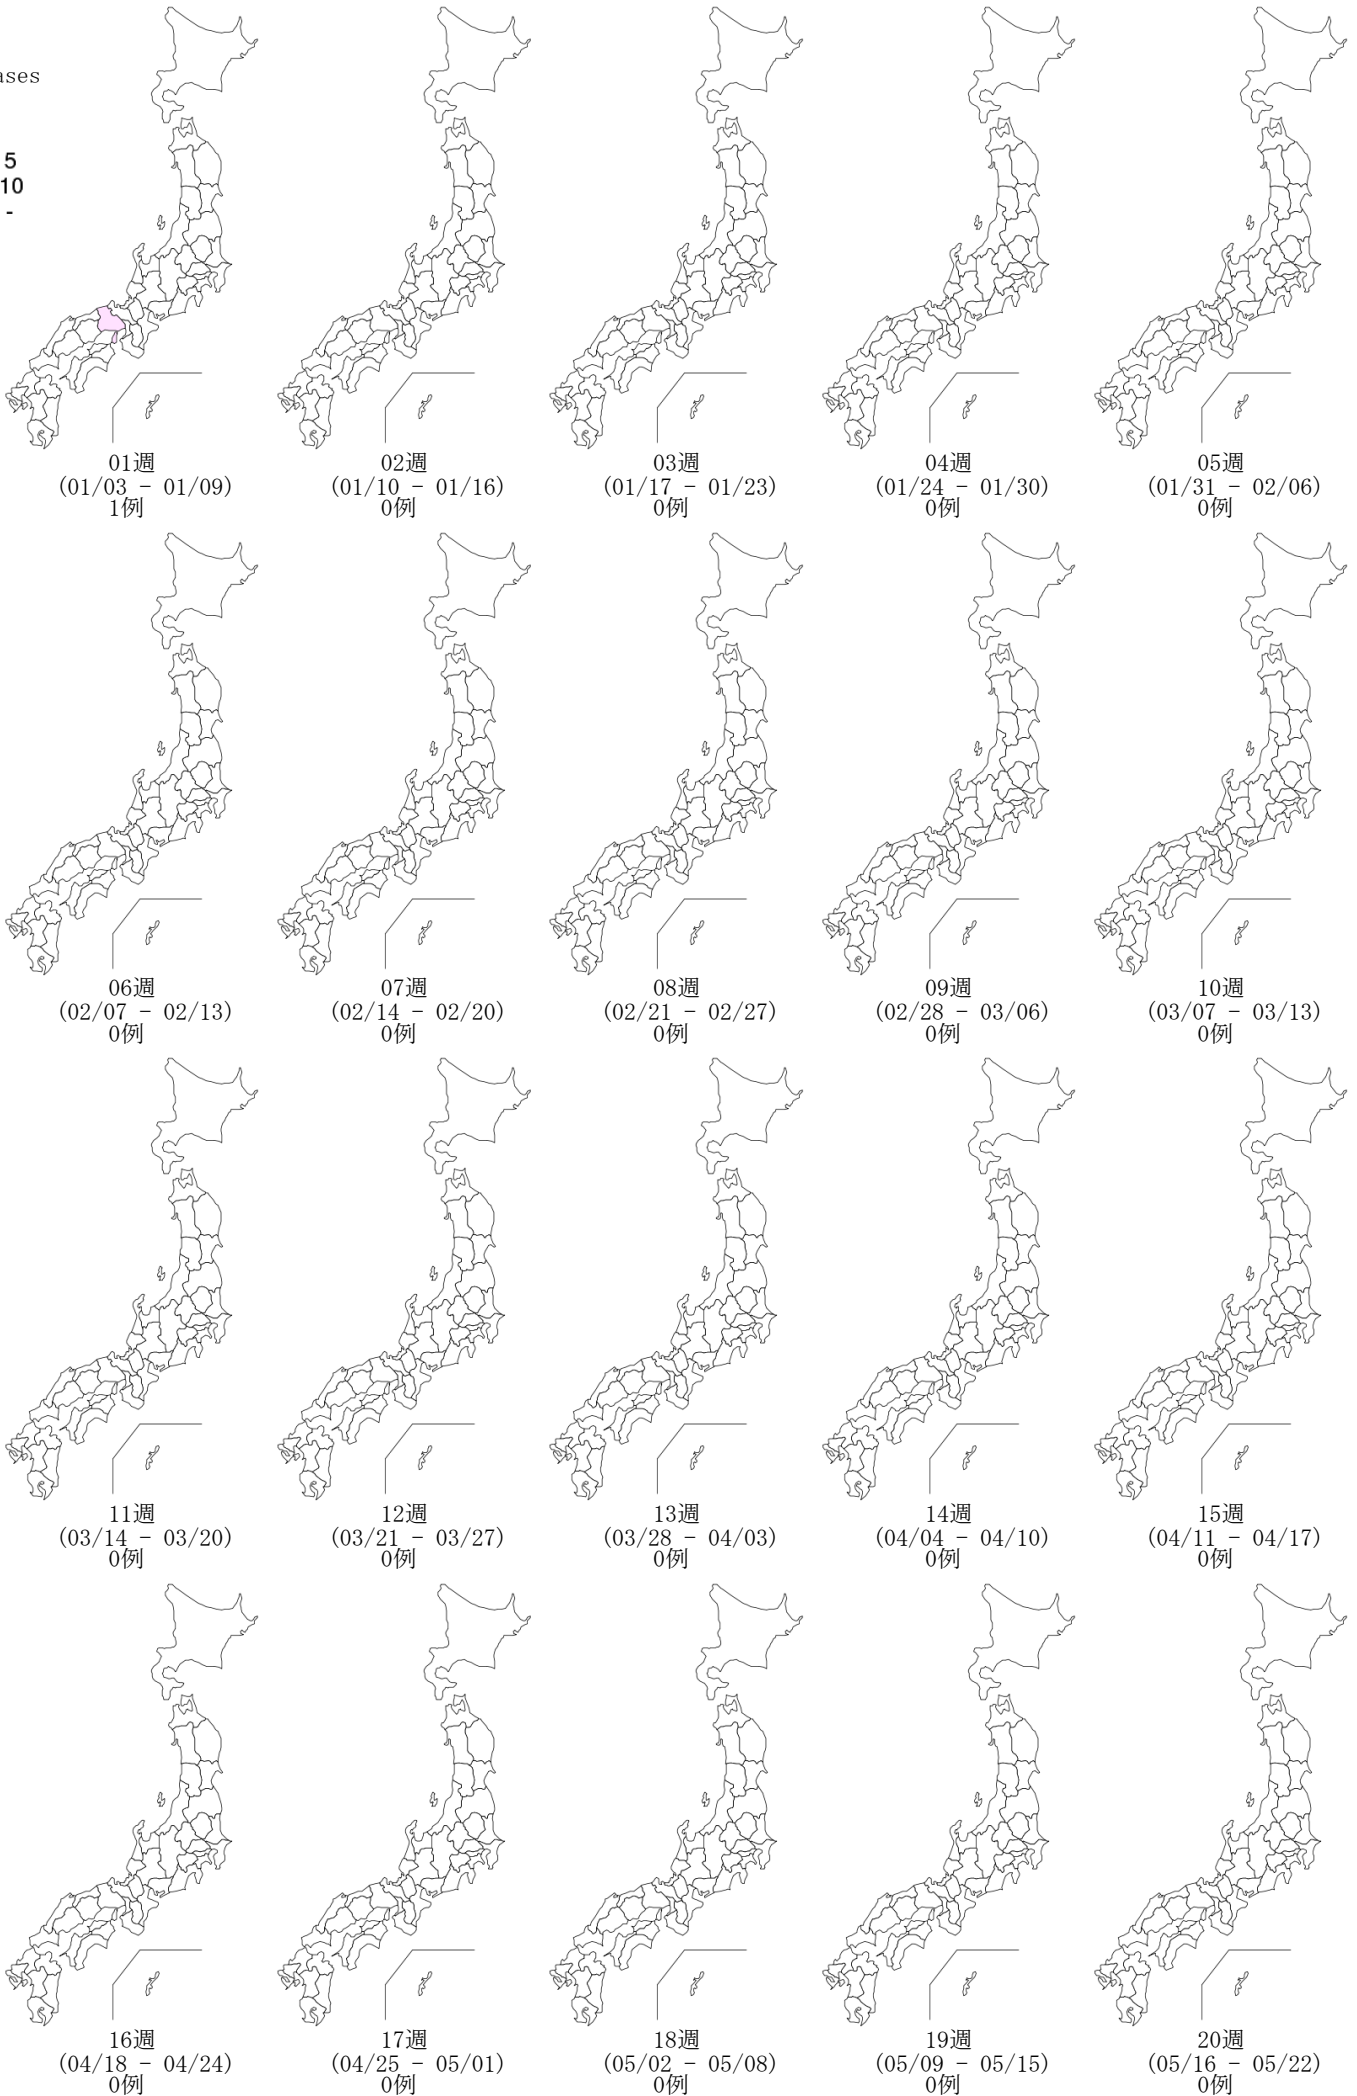 5
10
-
01週
(01/03 - 01/09)
1例
02週
(01/10 - 01/16)
0例
03週
(01/17 - 01/23)
0例
04週
(01/24 - 01/30)
0例
05週
(01/31 - 02/06)
0例
06週
(02/07 - 02/13)
0例
07週
(02/14 - 02/20)
0例
08週
(02/21 - 02/27)
0例
09週
(02/28 - 03/06)
0例
10週
(03/07 - 03/13)
0例
11週
(03/14 - 03/20)
0例
12週
(03/21 - 03/27)
0例
13週
(03/28 - 04/03)
0例
14週
(04/04 - 04/10)
0例
15週
(04/11 - 04/17)
0例
16週
(04/18 - 04/24)
0例
17週
(04/25 - 05/01)
0例
18週
(05/02 - 05/08)
0例
19週
(05/09 - 05/15)
0例
20週
(05/16 - 05/22)
0例